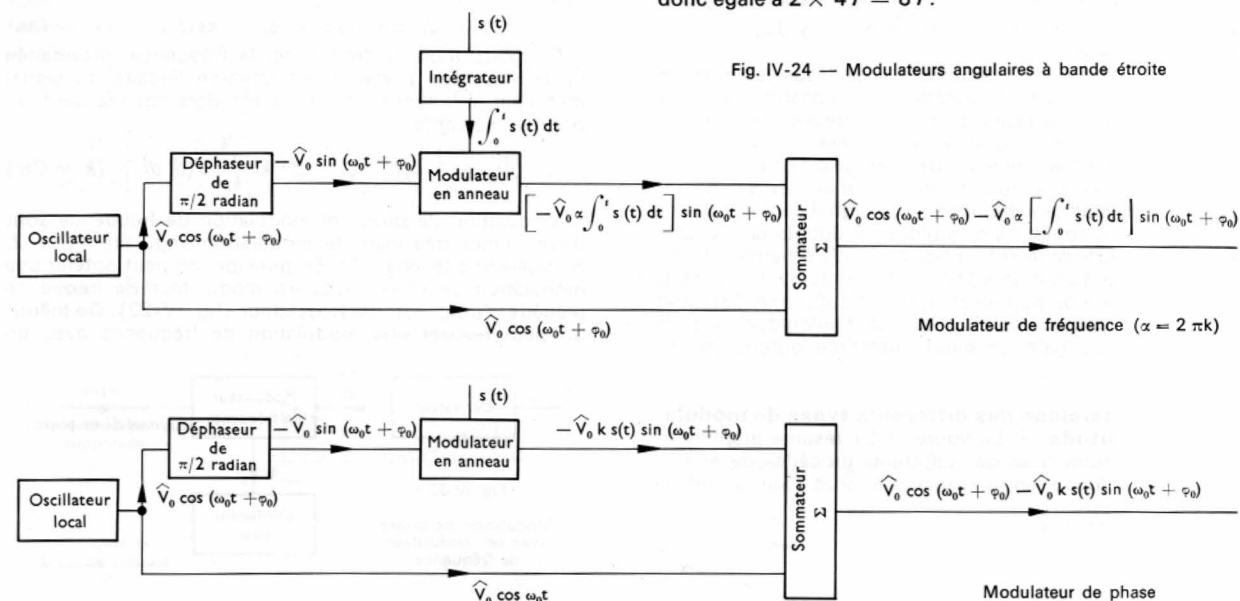 donc égale à 2 × 4f = 8f.
Fig. IV-24 — Modulateurs angulaires à bande étroite
s (t)
Intégrateur
∫₀ᵗ s (t) dt
Déphaseur
de
π/2 radian
— V̂₀ sin (ω₀t + φ₀)
Modulateur
en anneau
[— V̂₀ α ∫₀ᵗ s (t) dt] sin (ω₀t + φ₀)
Oscillateur
local
V̂₀ cos (ω₀t + φ₀)
V̂₀ cos (ω₀t + φ₀)
Sommateur
Σ
V̂₀ cos (ω₀t + φ₀) — V̂₀ α [∫₀ᵗ s (t) dt] sin (ω₀t + φ₀)
Modulateur de fréquence (α = 2 πk)
s (t)
Déphaseur
de
π/2 radian
— V̂₀ sin (ω₀t + φ₀)
Modulateur
en anneau
— V̂₀ k s(t) sin (ω₀t + φ₀)
Oscillateur
local
V̂₀ cos (ω₀t + φ₀)
V̂₀ cos ω₀t
Sommateur
Σ
V̂₀ cos (ω₀t + φ₀) — V̂₀ k s(t) sin (ω₀t + φ₀)
Modulateur de phase